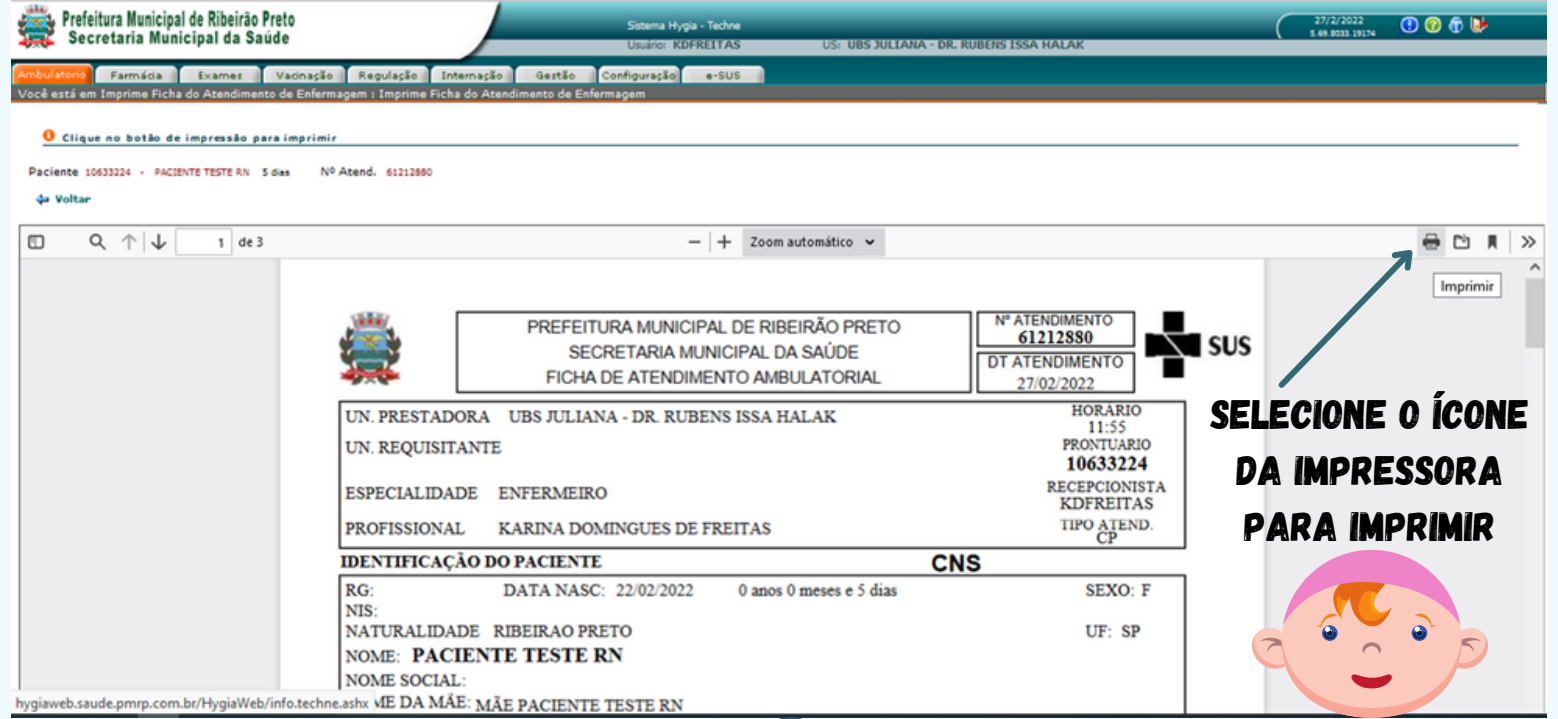 Prefeitura Municipal de Ribeirão Preto
Secretaria Municipal da Saúde
Sistema Hygia - Techne
27/2/2022
5.69.8033.19174
Usuário: KDFREITAS US: UBS JULIANA - DR. RUBENS ISSA HALAK
Ambulatorio Farmácia Exames Vacinação Regulação Internação Gestão Configuração e-SUS
Você está em Imprime Ficha do Atendimento de Enfermagem : Imprime Ficha do Atendimento de Enfermagem
Clique no botão de impressão para imprimir
Paciente 10633224 - PACIENTE TESTE RN 5 dias Nº Atend. 61212880
Voltar
1 de 3
Zoom automático
Imprimir
PREFEITURA MUNICIPAL DE RIBEIRÃO PRETO
SECRETARIA MUNICIPAL DA SAÚDE
FICHA DE ATENDIMENTO AMBULATORIAL
Nº ATENDIMENTO
61212880
DT ATENDIMENTO
27/02/2022
SUS
UN. PRESTADORA UBS JULIANA - DR. RUBENS ISSA HALAK
HORARIO
11:55
UN. REQUISITANTE
PRONTUARIO
10633224
ESPECIALIDADE ENFERMEIRO
RECEPCIONISTA
KDFREITAS
PROFISSIONAL KARINA DOMINGUES DE FREITAS
TIPO ATEND.
CP
SELECIONE O ÍCONE
DA IMPRESSORA
PARA IMPRIMIR
IDENTIFICAÇÃO DO PACIENTE CNS
RG: DATA NASC: 22/02/2022 0 anos 0 meses e 5 dias SEXO: F
NIS:
NATURALIDADE RIBEIRAO PRETO UF: SP
NOME: PACIENTE TESTE RN
NOME SOCIAL:
ME DA MÃE: MÃE PACIENTE TESTE RN
hygiaweb.saude.pmrp.com.br/HygiaWeb/info.techne.ashx